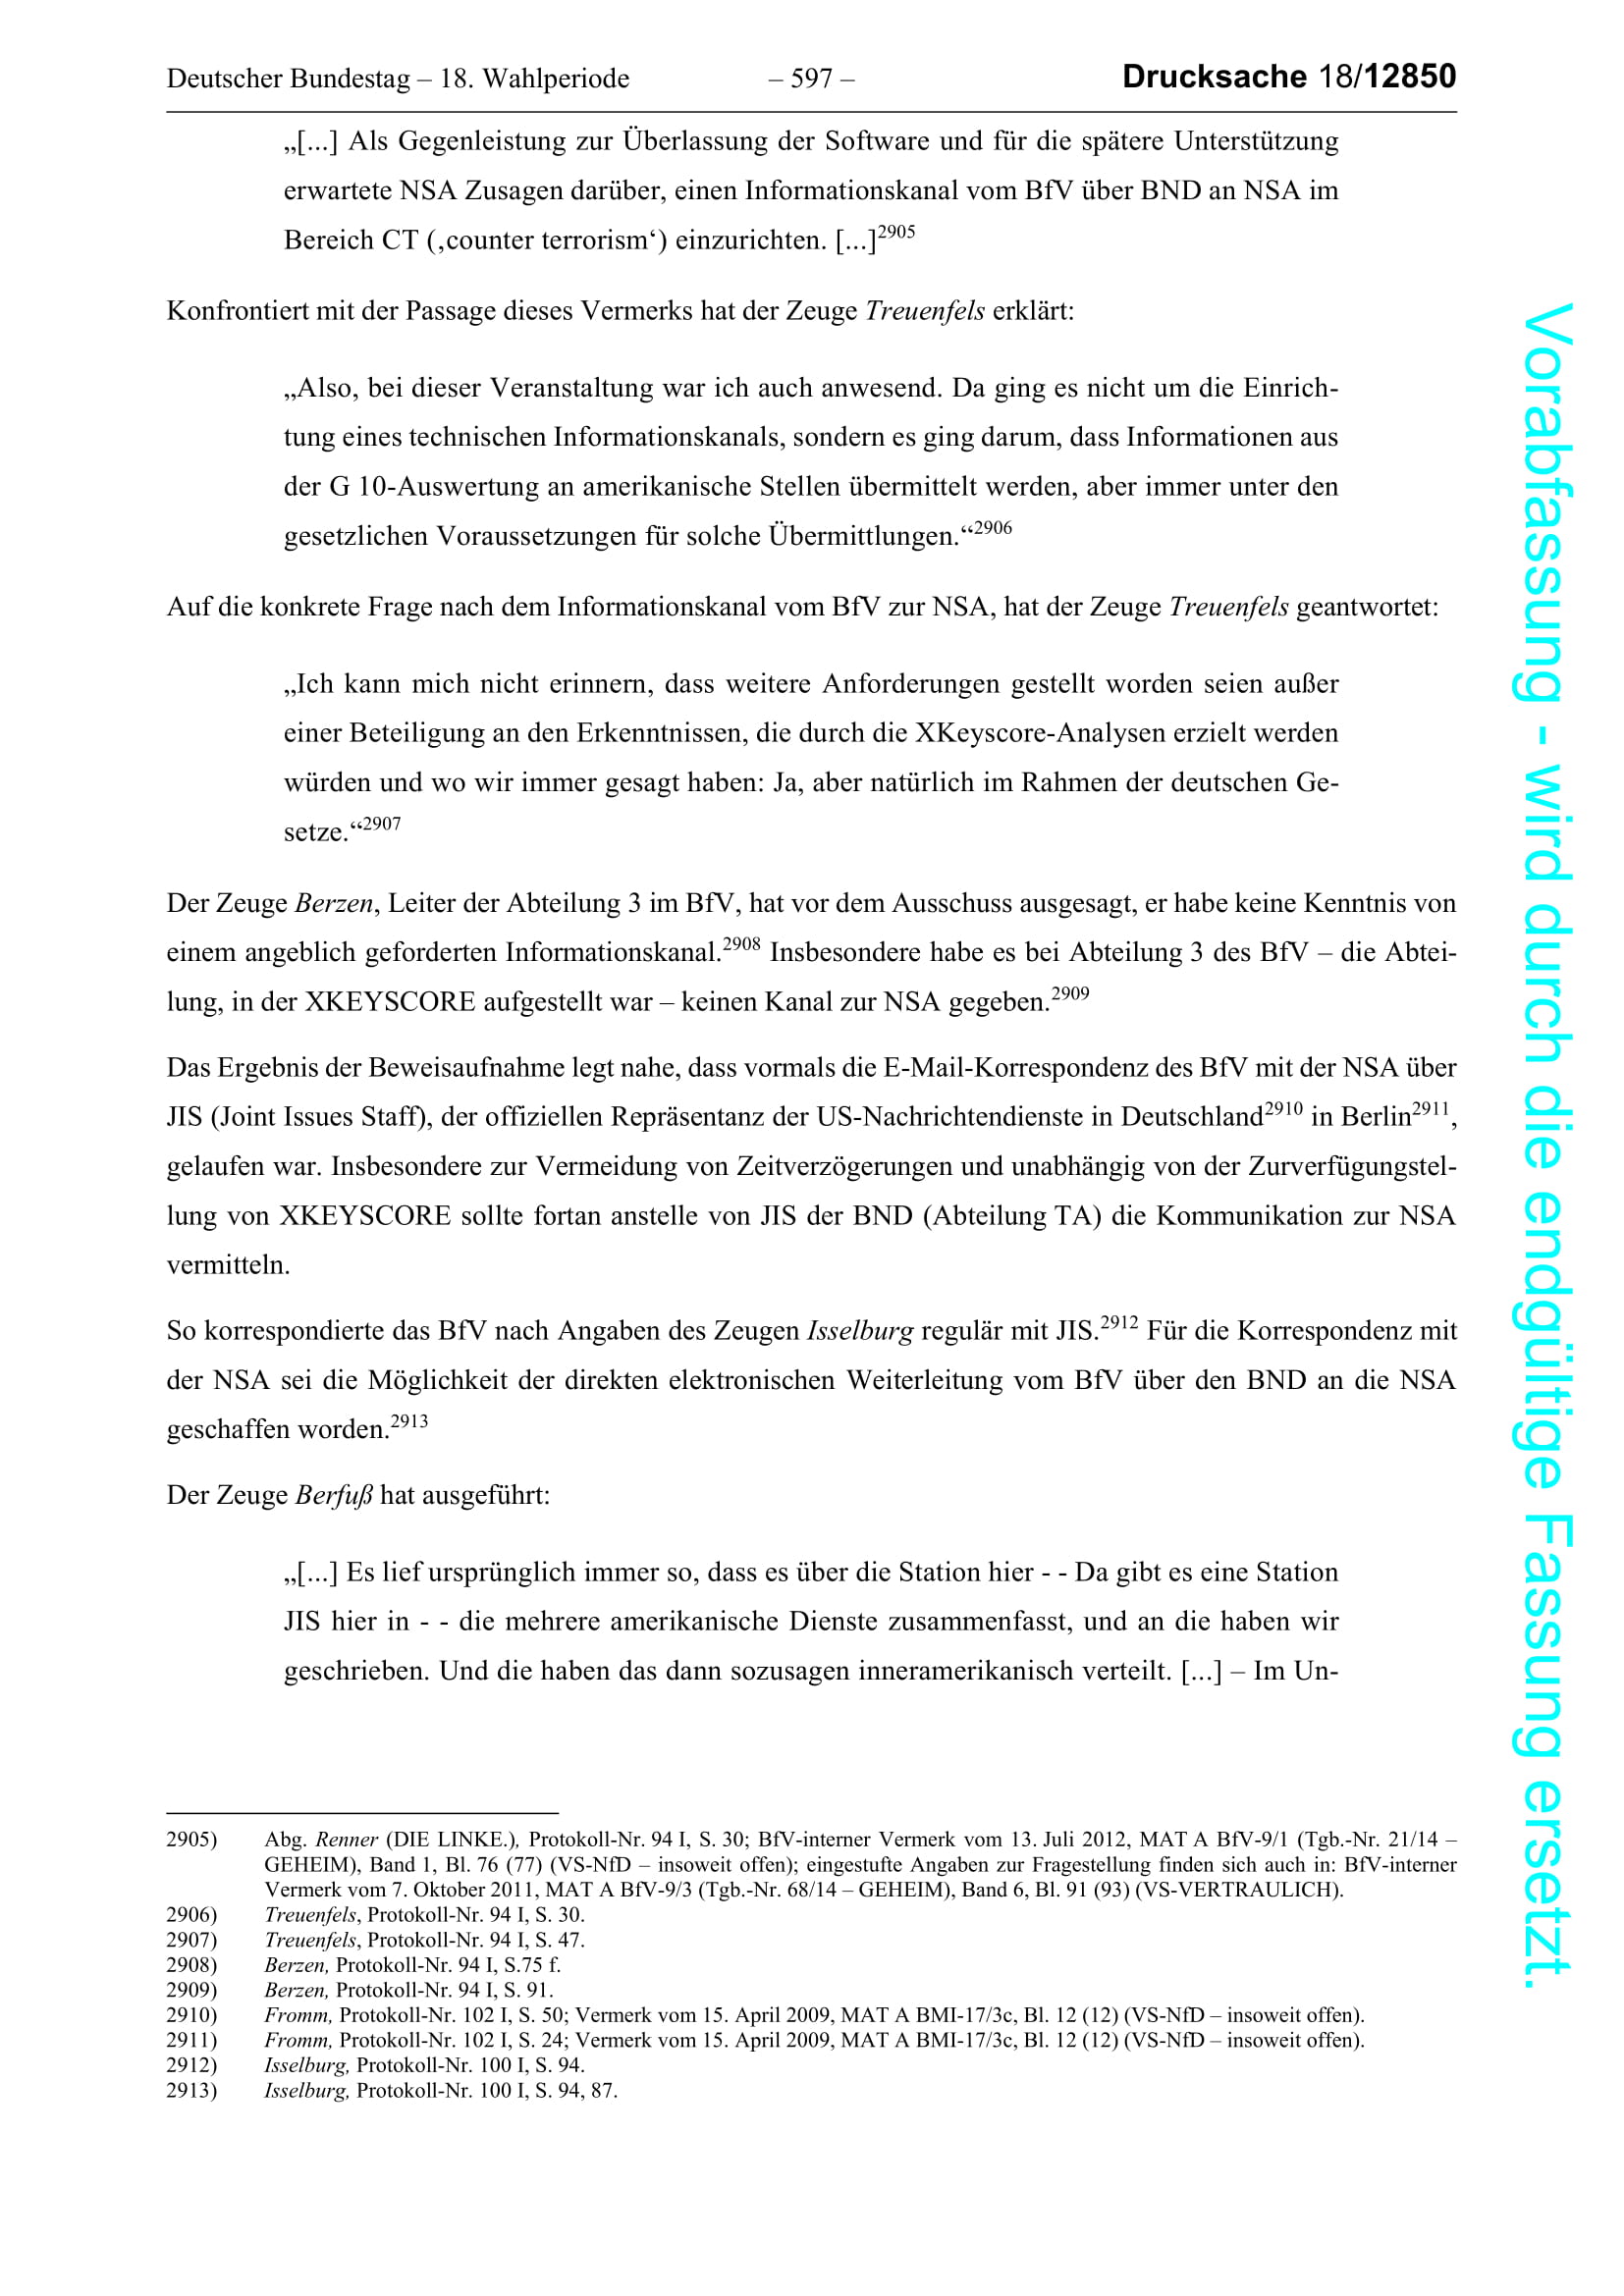 Deutscher Bundestag – 18. Wahlperiode – 597 – Drucksache 18/12850
„[...] Als Gegenleistung zur Überlassung der Software und für die spätere Unterstützung
erwartete NSA Zusagen darüber, einen Informationskanal vom BfV über BND an NSA im
Bereich CT (‚counter terrorism‘) einzurichten. [...]2905
Konfrontiert mit der Passage dieses Vermerks hat der Zeuge Treuenfels erklärt:
„Also, bei dieser Veranstaltung war ich auch anwesend. Da ging es nicht um die Einrich-
tung eines technischen Informationskanals, sondern es ging darum, dass Informationen aus
der G 10-Auswertung an amerikanische Stellen übermittelt werden, aber immer unter den
gesetzlichen Voraussetzungen für solche Übermittlungen.“2906
Auf die konkrete Frage nach dem Informationskanal vom BfV zur NSA, hat der Zeuge Treuenfels geantwortet:
„Ich kann mich nicht erinnern, dass weitere Anforderungen gestellt worden seien außer
einer Beteiligung an den Erkenntnissen, die durch die XKeyscore-Analysen erzielt werden
würden und wo wir immer gesagt haben: Ja, aber natürlich im Rahmen der deutschen Ge-
setze.“2907
Der Zeuge Berzen, Leiter der Abteilung 3 im BfV, hat vor dem Ausschuss ausgesagt, er habe keine Kenntnis von
einem angeblich geforderten Informationskanal.2908 Insbesondere habe es bei Abteilung 3 des BfV – die Abtei-
lung, in der XKEYSCORE aufgestellt war – keinen Kanal zur NSA gegeben.2909
Das Ergebnis der Beweisaufnahme legt nahe, dass vormals die E-Mail-Korrespondenz des BfV mit der NSA über
JIS (Joint Issues Staff), der offiziellen Repräsentanz der US-Nachrichtendienste in Deutschland2910 in Berlin2911,
gelaufen war. Insbesondere zur Vermeidung von Zeitverzögerungen und unabhängig von der Zurverfügungstel-
lung von XKEYSCORE sollte fortan anstelle von JIS der BND (Abteilung TA) die Kommunikation zur NSA
vermitteln.
So korrespondierte das BfV nach Angaben des Zeugen Isselburg regulär mit JIS.2912 Für die Korrespondenz mit
der NSA sei die Möglichkeit der direkten elektronischen Weiterleitung vom BfV über den BND an die NSA
geschaffen worden.2913
Der Zeuge Berfuß hat ausgeführt:
„[...] Es lief ursprünglich immer so, dass es über die Station hier - - Da gibt es eine Station
JIS hier in - - die mehrere amerikanische Dienste zusammenfasst, und an die haben wir
geschrieben. Und die haben das dann sozusagen inneramerikanisch verteilt. [...] – Im Un-
2905) Abg. Renner (DIE LINKE.), Protokoll-Nr. 94 I, S. 30; BfV-interner Vermerk vom 13. Juli 2012, MAT A BfV-9/1 (Tgb.-Nr. 21/14 –
GEHEIM), Band 1, Bl. 76 (77) (VS-NfD – insoweit offen); eingestufte Angaben zur Fragestellung finden sich auch in: BfV-interner
Vermerk vom 7. Oktober 2011, MAT A BfV-9/3 (Tgb.-Nr. 68/14 – GEHEIM), Band 6, Bl. 91 (93) (VS-VERTRAULICH).
2906) Treuenfels, Protokoll-Nr. 94 I, S. 30.
2907) Treuenfels, Protokoll-Nr. 94 I, S. 47.
2908) Berzen, Protokoll-Nr. 94 I, S.75 f.
2909) Berzen, Protokoll-Nr. 94 I, S. 91.
2910) Fromm, Protokoll-Nr. 102 I, S. 50; Vermerk vom 15. April 2009, MAT A BMI-17/3c, Bl. 12 (12) (VS-NfD – insoweit offen).
2911) Fromm, Protokoll-Nr. 102 I, S. 24; Vermerk vom 15. April 2009, MAT A BMI-17/3c, Bl. 12 (12) (VS-NfD – insoweit offen).
2912) Isselburg, Protokoll-Nr. 100 I, S. 94.
2913) Isselburg, Protokoll-Nr. 100 I, S. 94, 87.
Vorabfassung - wird durch die endgültige Fassung ersetzt.